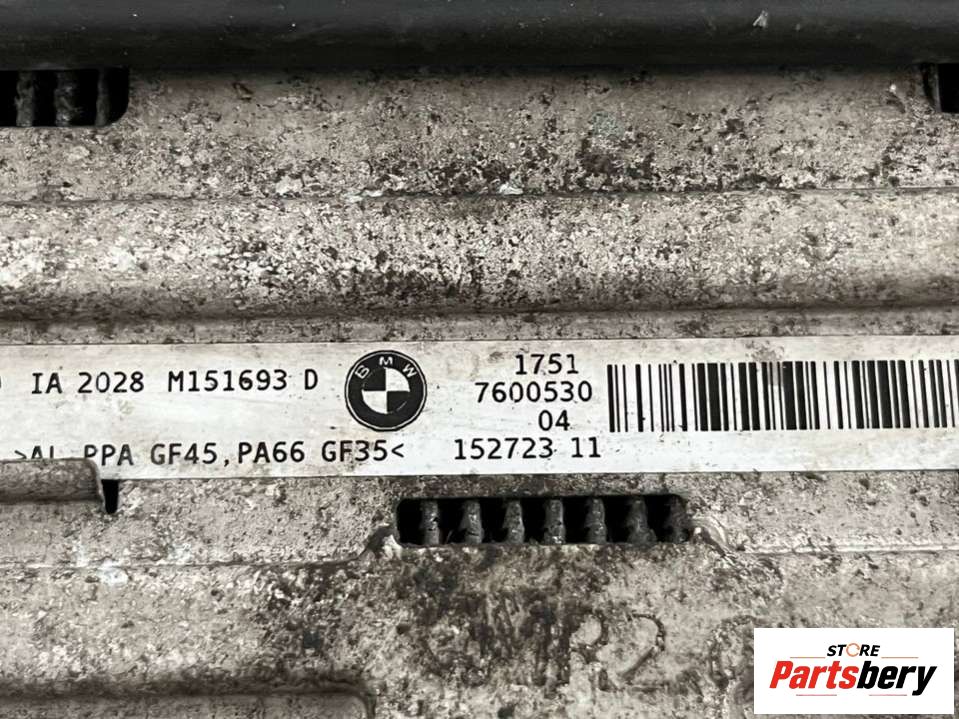 IA 2028 M151693 D
BMW
1751
7600530
04
>AL, PPA GF45, PA66 GF35<
152723 11
STORE
Partsbery